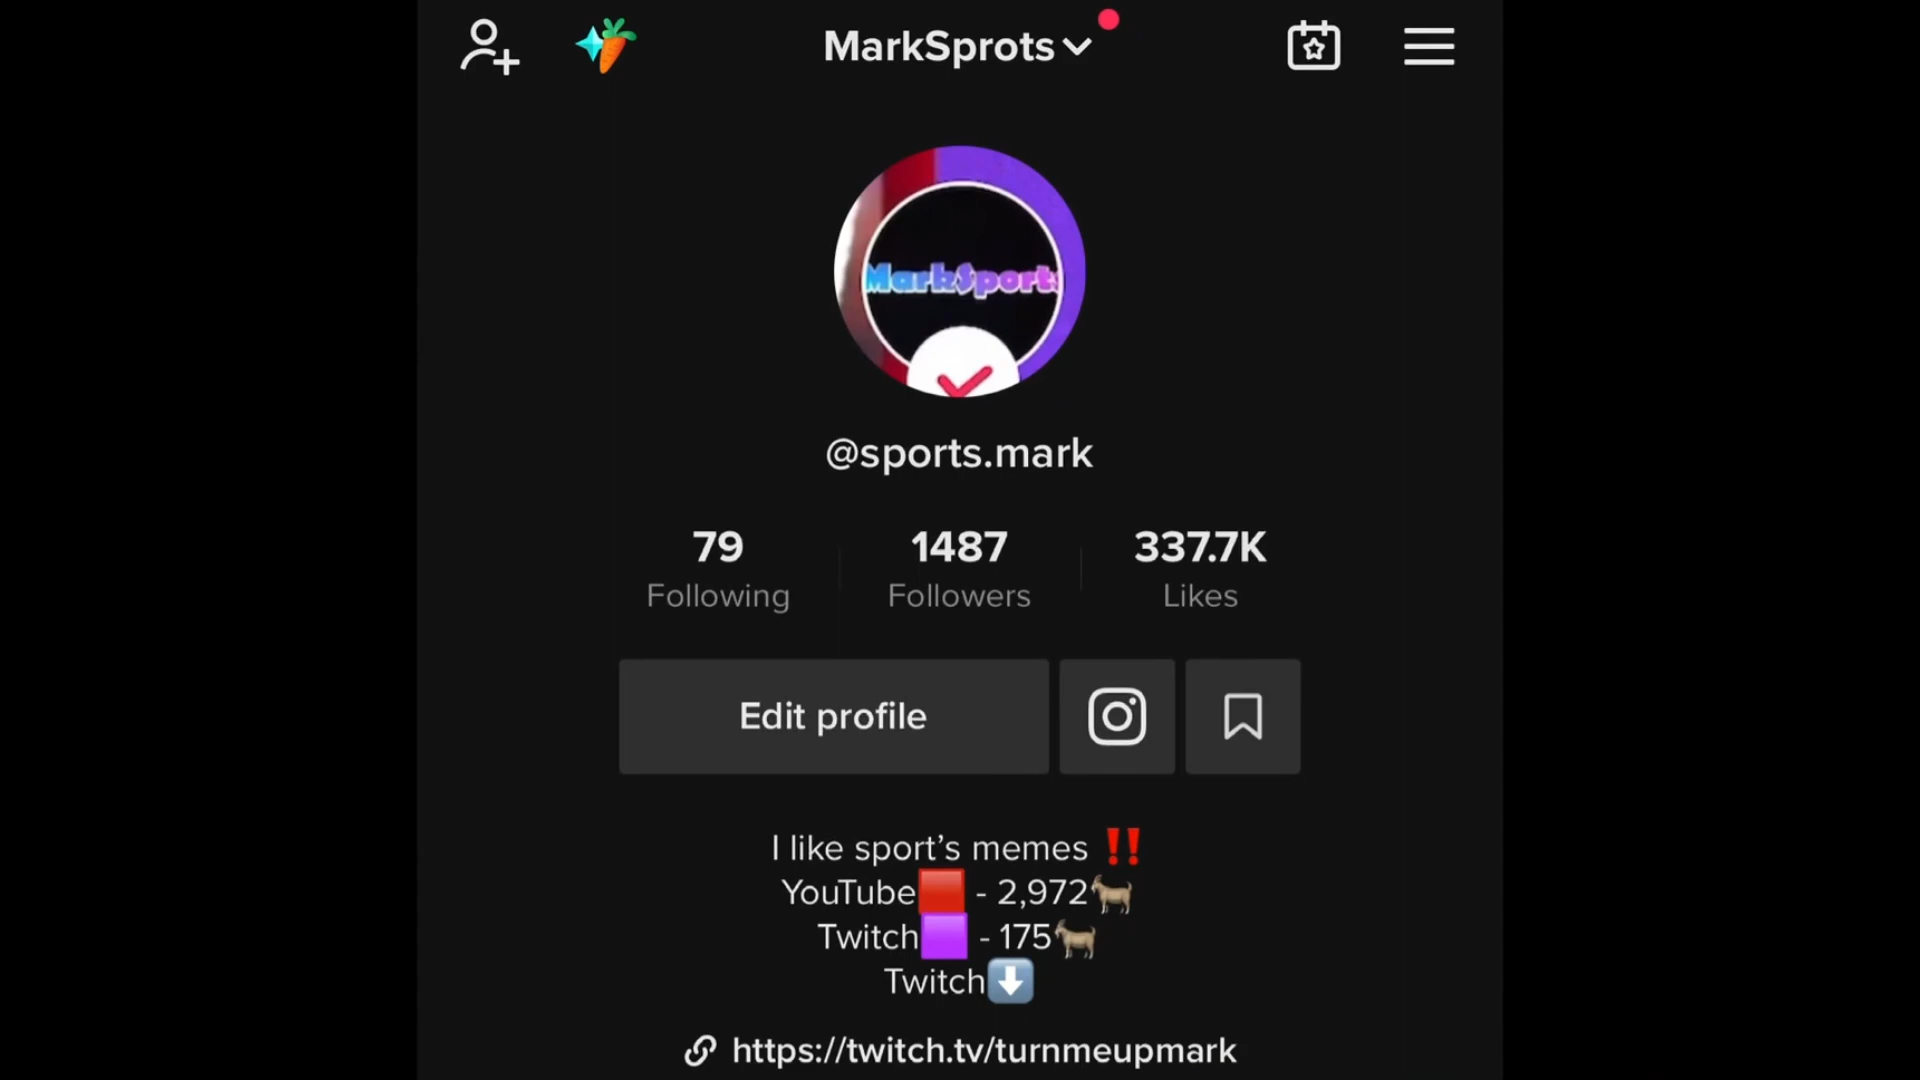 MarkSprots
MarkSports
@sports.mark
79 1487 337.7K
Following Followers Likes
Edit profile
I like sport’s memes ‼️
YouTube🟥 - 2,972🐐
Twitch🟪 - 175🐐
Twitch⬇️
https://twitch.tv/turnmeupmark